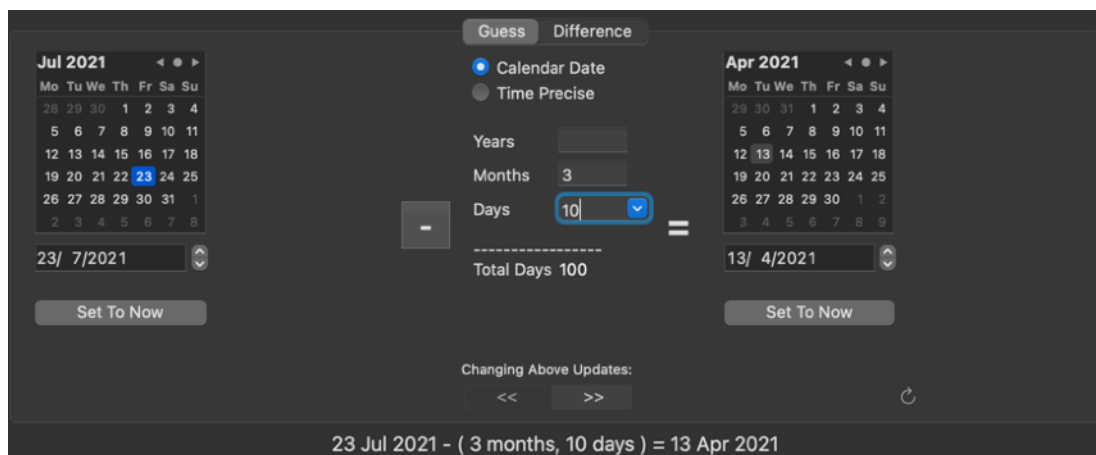 Guess Difference
Jul 2021
Mo Tu We Th Fr Sa Su
28 29 30 1 2 3 4
5 6 7 8 9 10 11
12 13 14 15 16 17 18
19 20 21 22 23 24 25
26 27 28 29 30 31 1
2 3 4 5 6 7 8
23/ 7/2021
Set To Now
Calendar Date
Time Precise
Years
Months 3
Days 10
-
------------------
Total Days 100
=
Apr 2021
Mo Tu We Th Fr Sa Su
29 30 31 1 2 3 4
5 6 7 8 9 10 11
12 13 14 15 16 17 18
19 20 21 22 23 24 25
26 27 28 29 30 1 2
3 4 5 6 7 8 9
13/ 4/2021
Set To Now
Changing Above Updates:
<< >>
23 Jul 2021 - ( 3 months, 10 days ) = 13 Apr 2021